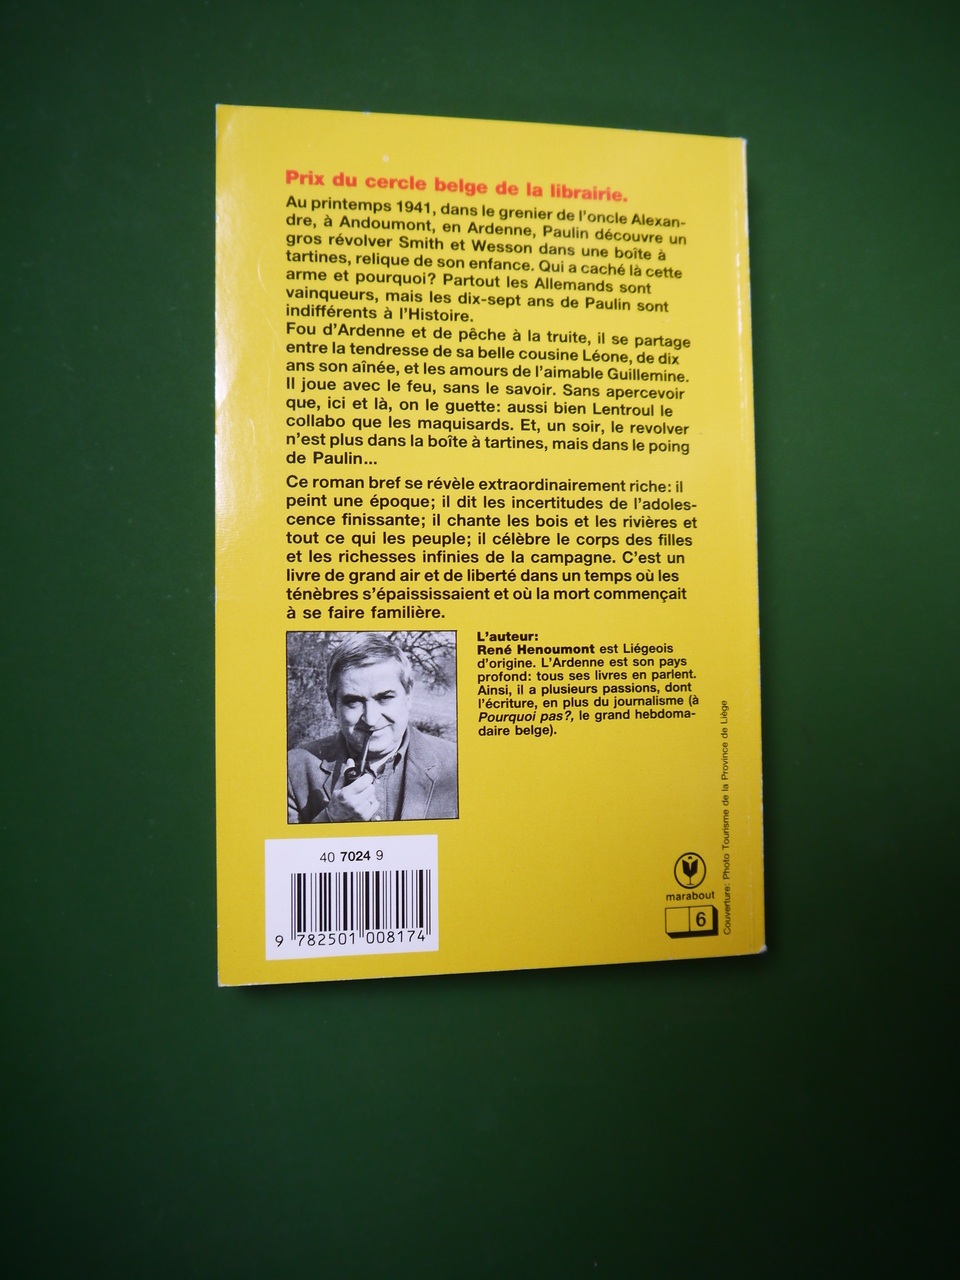 Prix du cercle belge de la librairie.
Au printemps 1941, dans le grenier de l'oncle Alexan-
dre, à Andoumont, en Ardenne, Paulin découvre un
gros révolver Smith et Wesson dans une boîte à
tartines, relique de son enfance. Qui a caché là cette
arme et pourquoi? Partout les Allemands sont
vainqueurs, mais les dix-sept ans de Paulin sont
indifférents à l'Histoire.
Fou d'Ardenne et de pêche à la truite, il se partage
entre la tendresse de sa belle cousine Léone, de dix
ans son aînée, et les amours de l'aimable Guillemine.
Il joue avec le feu, sans le savoir. Sans apercevoir
que, ici et là, on le guette: aussi bien Lentroul le
collabo que les maquisards. Et, un soir, le revolver
n'est plus dans la boîte à tartines, mais dans le poing
de Paulin...
Ce roman bref se révèle extraordinairement riche: il
peint une époque; il dit les incertitudes de l'adoles-
cence finissante; il chante les bois et les rivières et
tout ce qui les peuple; il célèbre le corps des filles
et les richesses infinies de la campagne. C'est un
livre de grand air et de liberté dans un temps où les
ténèbres s'épaississaient et où la mort commençait
à se faire familière.
L'auteur:
René Henoumont est Liégeois
d'origine. L'Ardenne est son pays
profond: tous ses livres en parlent.
Ainsi, il a plusieurs passions, dont
l'écriture, en plus du journalisme (à
Pourquoi pas?, le grand hebdoma-
daire belge).
Couverture: Photo Tourisme de la Province de Liège
40 7024 9
9 782501 008174
marabout
6